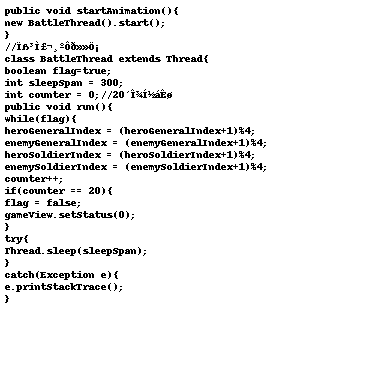 public void startAnimation(){
new BattleThread().start();
}
//Ïß³Ì£¬¸ºÔð»»Ö¡
class BattleThread extends Thread{
boolean flag=true;
int sleepSpan = 300;
int counter = 0;//20´Î¾Í½áÊø
public void run(){
while(flag){
heroGeneralIndex = (heroGeneralIndex+1)%4;
enemyGeneralIndex = (enemyGeneralIndex+1)%4;
heroSoldierIndex = (heroSoldierIndex+1)%4;
enemySoldierIndex = (enemySoldierIndex+1)%4;
counter++;
if(counter == 20){
flag = false;
gameView.setStatus(0);
}
try{
Thread.sleep(sleepSpan);
}
catch(Exception e){
e.printStackTrace();
}